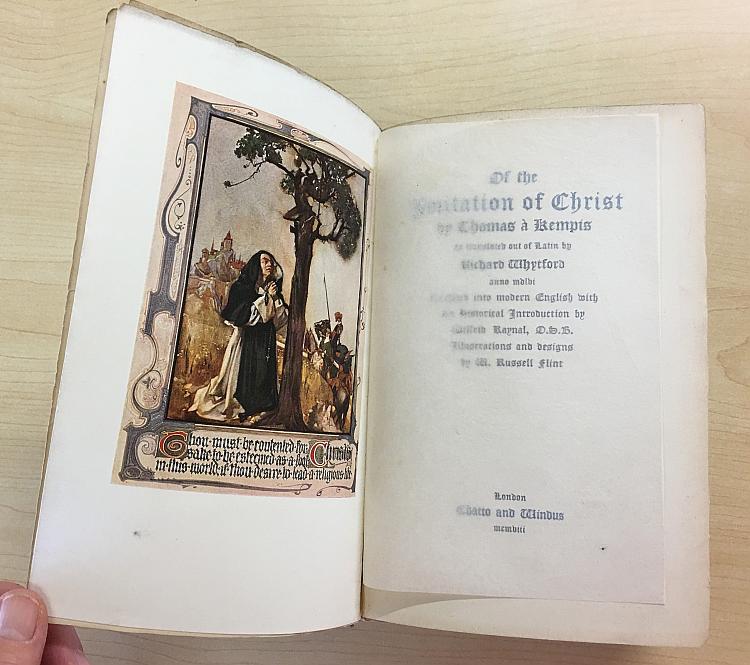 Thou·must·be·contented·for·Christs
sake·to·be·esteemed·as·a·fool
in·this·world·if·thou·desire·to·lead·a·religious·life
Of the
Imitation of Christ
by Thomas à Kempis
as translated out of Latin by
Richard Whytford
anno mdlvi
into modern English with
an Historical Introduction by
Wilfrid Raynal, O.S.B.
Illustrations and designs
by W. Russell Flint
London
Chatto and Windus
mcmviii